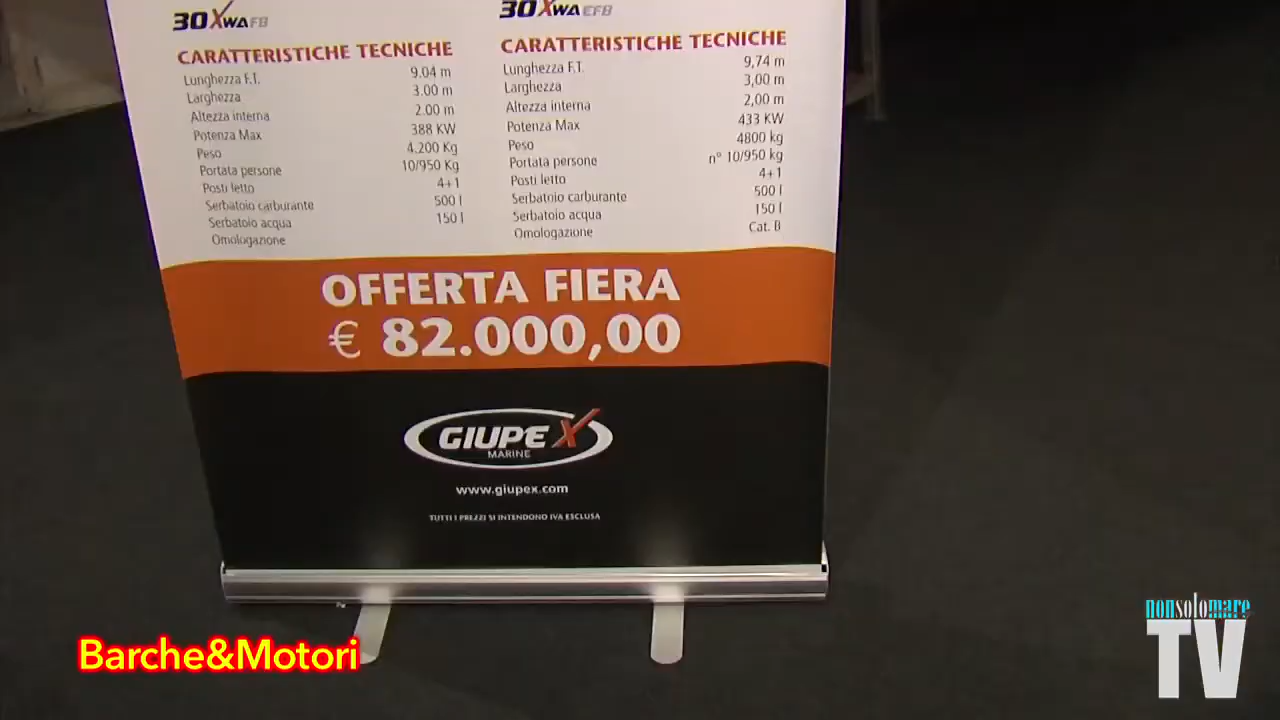 30XWA FB
CARATTERISTICHE TECNICHE
Lunghezza F.T. 9.04 m
Larghezza 3.00 m
Altezza interna 2.00 m
Potenza Max 388 KW
Peso 4.200 Kg
Portata persone 10/950 Kg
Posti letto 4+1
Serbatoio carburante 500 l
Serbatoio acqua 150 l
Omologazione
30XWA EFB
CARATTERISTICHE TECNICHE
Lunghezza F.T. 9,74 m
Larghezza 3,00 m
Altezza interna 2,00 m
Potenza Max 433 KW
Peso 4800 kg
Portata persone n° 10/950 kg
Posti letto 4+1
Serbatoio carburante 500 l
Serbatoio acqua 150 l
Omologazione Cat. B
OFFERTA FIERA
€ 82.000,00
GIUPEX
MARINE
www.giupex.com
TUTTI I PREZZI SI INTENDONO IVA ESCLUSA
Barche&Motori
nonsolomare
TV